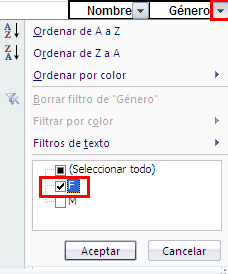 Nombre Género
Ordenar de A a Z
Ordenar de Z a A
Ordenar por color
Borrar filtro de "Género"
Filtrar por color
Filtros de texto
(Seleccionar todo)
F
M
Aceptar Cancelar